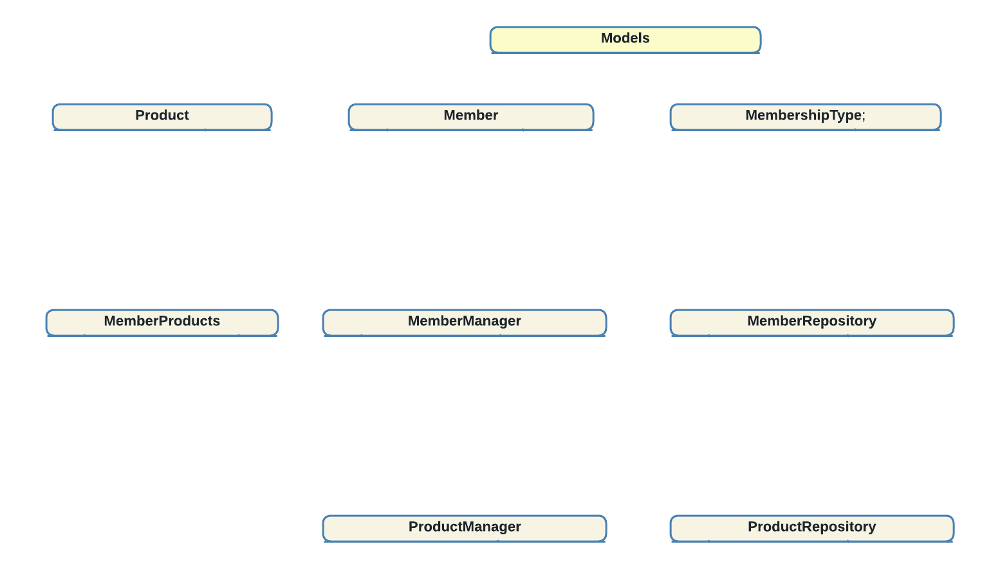 Models
Product
Member
MembershipType;
MemberProducts
MemberManager
MemberRepository
ProductManager
ProductRepository